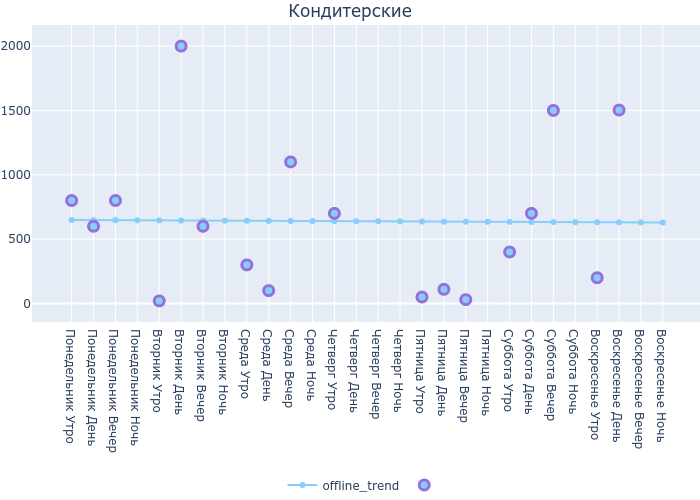 Кондитерские
2000
1500
1000
500
0
Понедельник Утро
Понедельник День
Понедельник Вечер
Понедельник Ночь
Вторник Утро
Вторник День
Вторник Вечер
Вторник Ночь
Среда Утро
Среда День
Среда Вечер
Среда Ночь
Четверг Утро
Четверг День
Четверг Вечер
Четверг Ночь
Пятница Утро
Пятница День
Пятница Вечер
Пятница Ночь
Суббота Утро
Суббота День
Суббота Вечер
Суббота Ночь
Воскресенье Утро
Воскресенье День
Воскресенье Вечер
Воскресенье Ночь
offline_trend